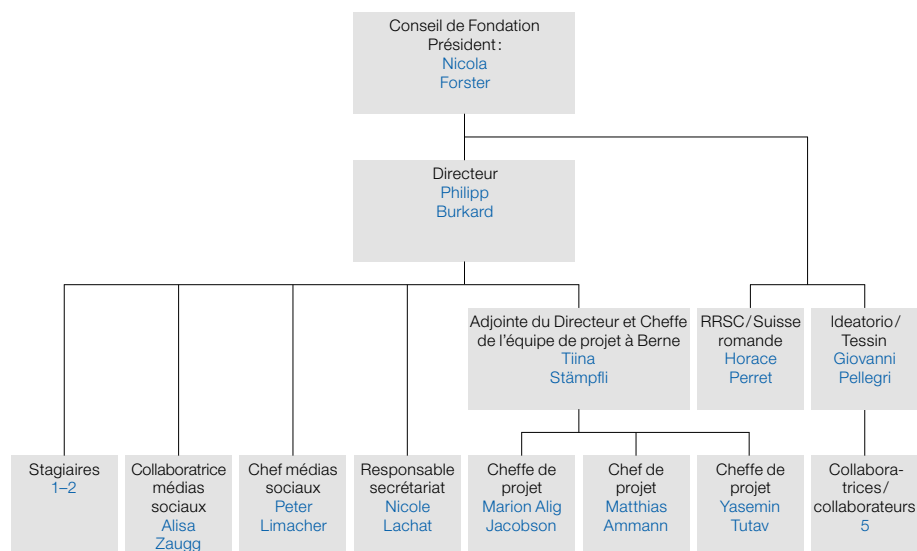 Conseil de Fondation
Président :
Nicola
Forster
Directeur
Philipp
Burkard
Adjointe du Directeur et Cheffe
de l’équipe de projet à Berne
Tiina
Stämpfli
RRSC/Suisse
romande
Horace
Perret
Ideatorio/
Tessin
Giovanni
Pellegri
Stagiaires
1–2
Collaboratrice
médias
sociaux
Alisa
Zaugg
Chef médias
sociaux
Peter
Limacher
Responsable
secrétariat
Nicole
Lachat
Cheffe de
projet
Marion Alig
Jacobson
Chef de
projet
Matthias
Ammann
Cheffe de
projet
Yasemin
Tutav
Collabora-
trices/
collaborateurs
5